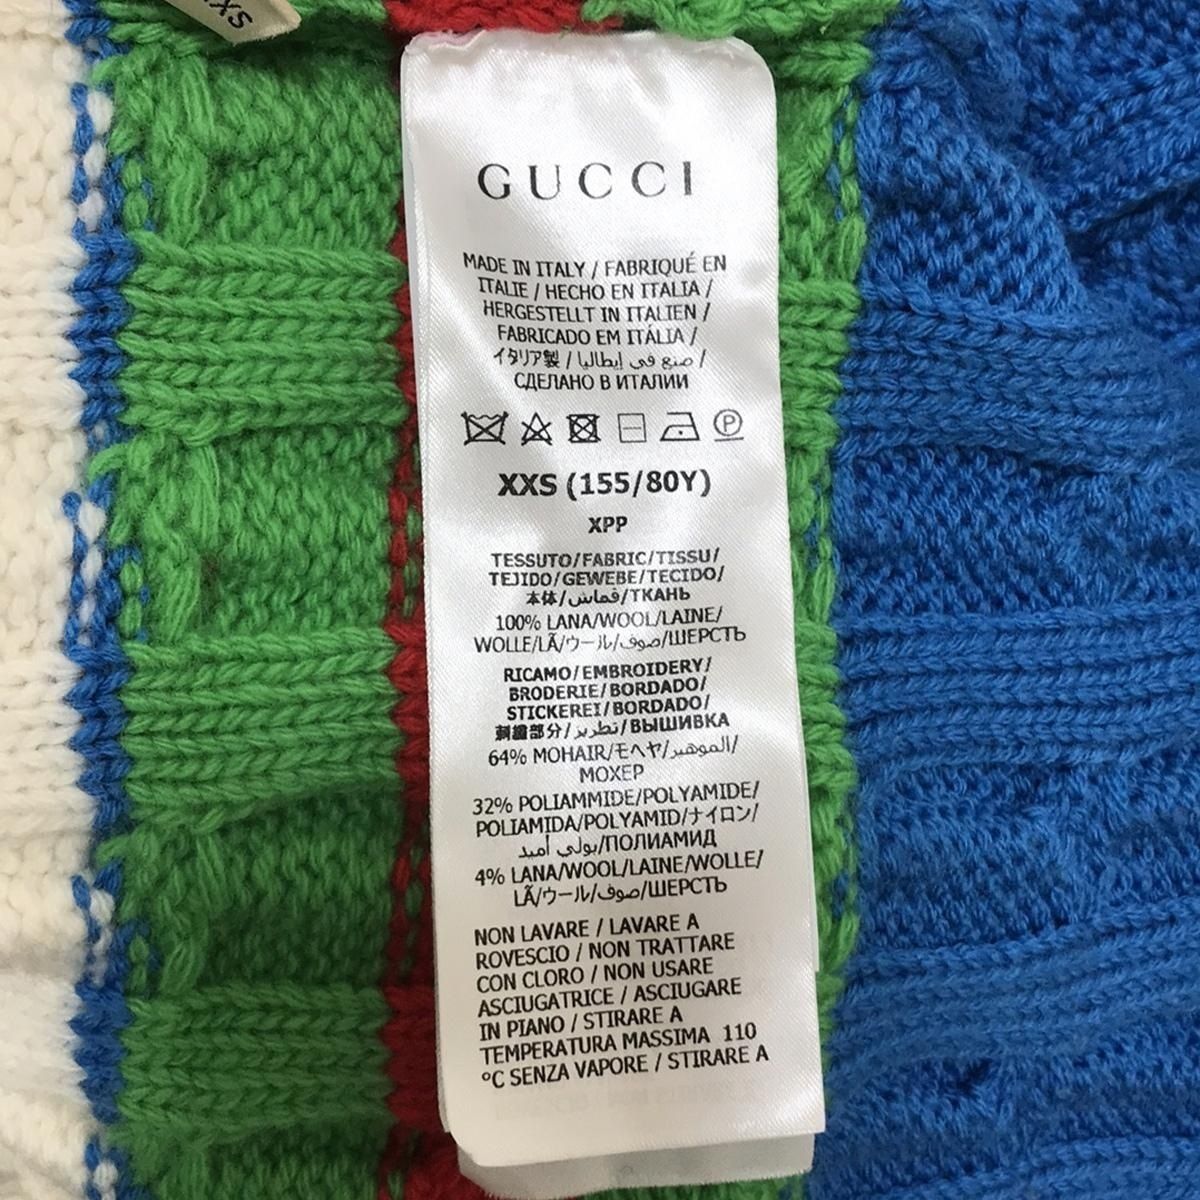 XXS
GUCCI
MADE IN ITALY / FABRIQUÉ EN
ITALIE / HECHO EN ITALIA /
HERGESTELLT IN ITALIEN /
FABRICADO EM ITÁLIA /
イタリア製 / صنع في إيطاليا /
СДЕЛАНО В ИТАЛИИ
P
XXS (155/80Y)
XPP
TESSUTO/FABRIC/TISSU/
TEJIDO/GEWEBE/TECIDO/
本体/قماش/ТКАНЬ
100% LANA/WOOL/LAINE/
WOLLE/LÃ/ウール/صوف/ШЕРСТЬ
RICAMO/EMBROIDERY/
BRODERIE/BORDADO/
STICKEREI/BORDADO/
刺繍部分/تطريز/ВЫШИВКА
64% MOHAIR/モヘヤ/الموهير/
МОХЕР
32% POLIAMMIDE/POLYAMIDE/
POLIAMIDA/POLYAMID/ナイロン/
بولي أميد/ПОЛИАМИД
4% LANA/WOOL/LAINE/WOLLE/
LÃ/ウール/صوف/ШЕРСТЬ
NON LAVARE / LAVARE A
ROVESCIO / NON TRATTARE
CON CLORO / NON USARE
ASCIUGATRICE / ASCIUGARE
IN PIANO / STIRARE A
TEMPERATURA MASSIMA 110
°C SENZA VAPORE / STIRARE A